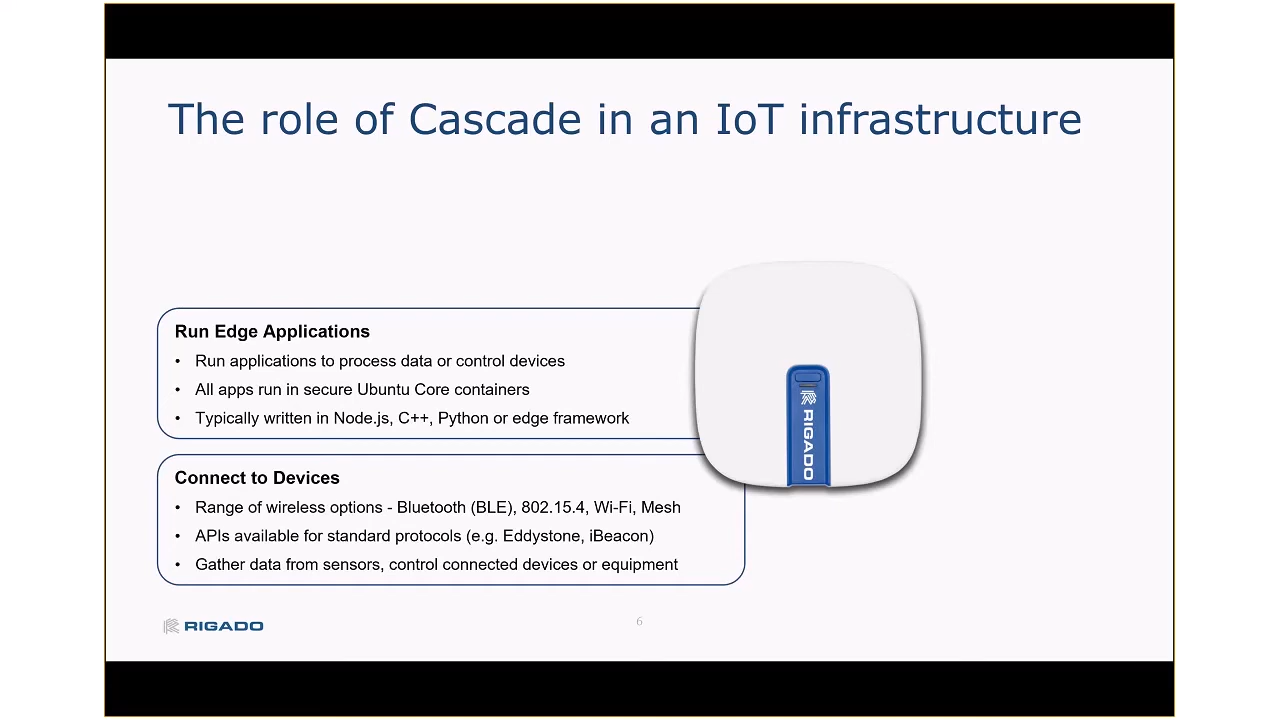 The role of Cascade in an IoT infrastructure
Run Edge Applications
• Run applications to process data or control devices
• All apps run in secure Ubuntu Core containers
• Typically written in Node.js, C++, Python or edge framework
Connect to Devices
• Range of wireless options - Bluetooth (BLE), 802.15.4, Wi-Fi, Mesh
• APIs available for standard protocols (e.g. Eddystone, iBeacon)
• Gather data from sensors, control connected devices or equipment
RIGADO
RIGADO
6